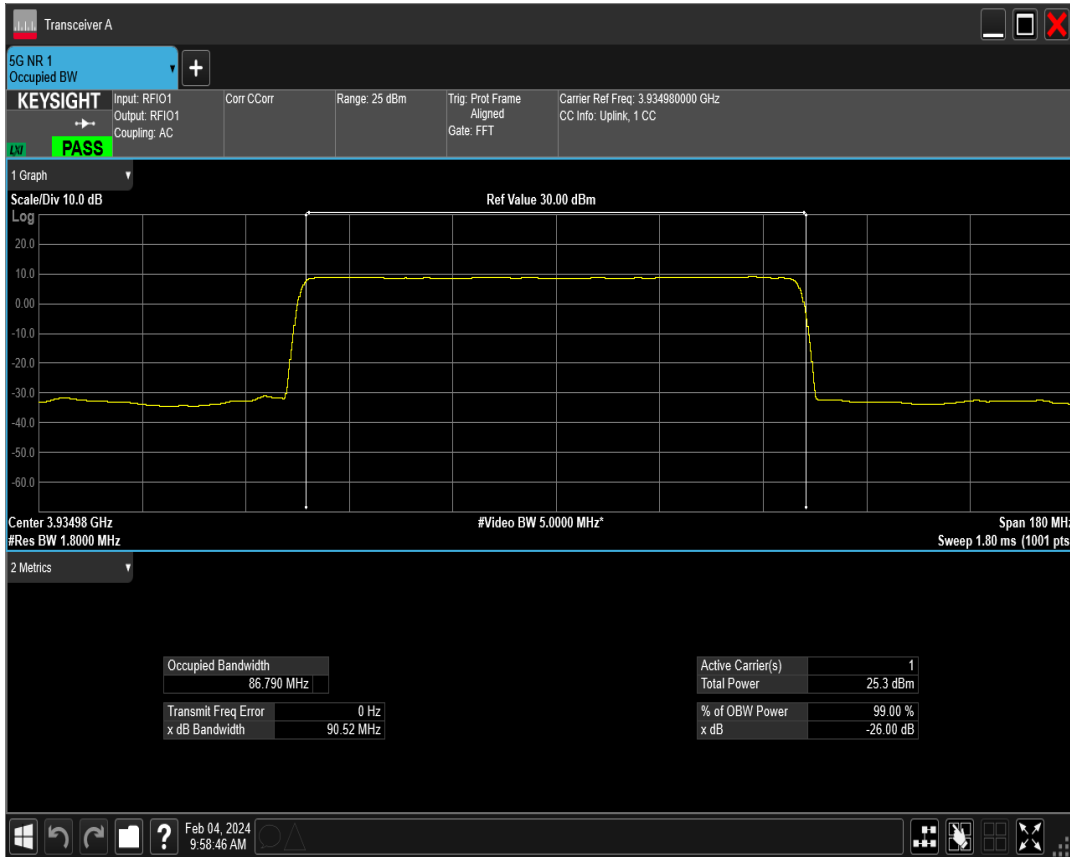 Transceiver A
5G NR 1
Occupied BW
+
KEYSIGHT
LXI
PASS
Input: RFIO1
Output: RFIO1
Coupling: AC
Corr CCorr
Range: 25 dBm
Trig: Prot Frame
Aligned
Gate: FFT
Carrier Ref Freq: 3.934980000 GHz
CC Info: Uplink, 1 CC
1 Graph
Scale/Div 10.0 dB
Ref Value 30.00 dBm
Log
20.0
10.0
0.00
-10.0
-20.0
-30.0
-40.0
-50.0
-60.0
Center 3.93498 GHz
#Video BW 5.0000 MHz*
Span 180 MHz
#Res BW 1.8000 MHz
Sweep 1.80 ms (1001 pts
2 Metrics
Occupied Bandwidth
86.790 MHz
Transmit Freq Error 0 Hz
x dB Bandwidth 90.52 MHz
Active Carrier(s) 1
Total Power 25.3 dBm
% of OBW Power 99.00 %
x dB -26.00 dB
?
Feb 04, 2024
9:58:46 AM